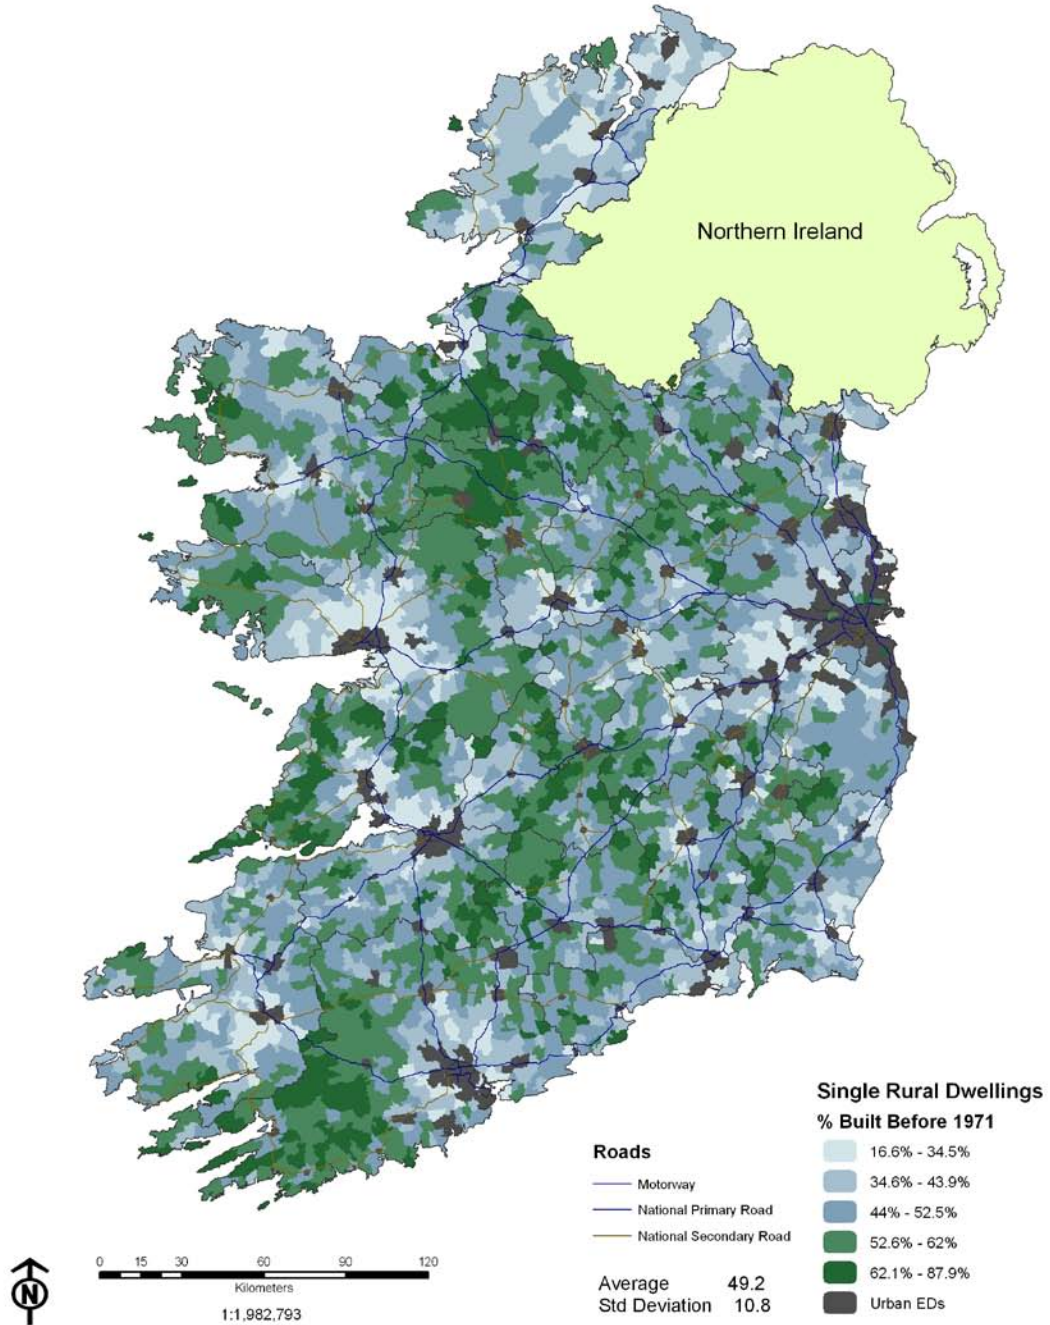 Northern Ireland
Single Rural Dwellings
% Built Before 1971
16.6% - 34.5%
34.6% - 43.9%
44% - 52.5%
52.6% - 62%
62.1% - 87.9%
Urban EDs
Roads
Motorway
National Primary Road
National Secondary Road
Average 49.2
Std Deviation 10.8
0 15 30 60 90 120
Kilometers
1:1,982,793
N